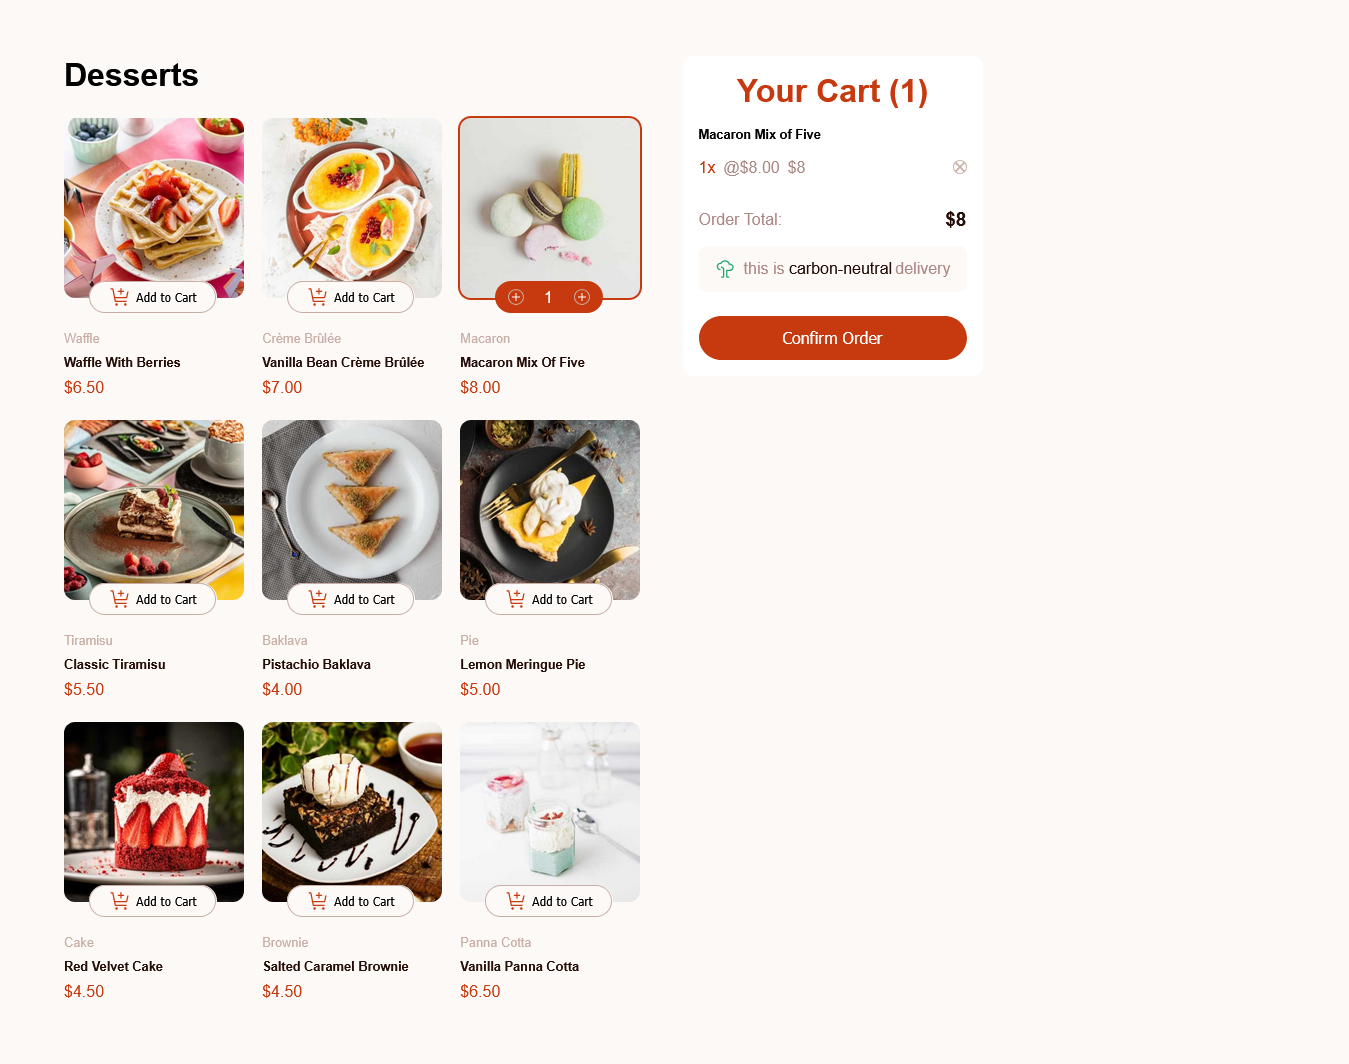 Desserts
Add to Cart
Waffle
Waffle With Berries
$6.50
Add to Cart
Crème Brûlée
Vanilla Bean Crème Brûlée
$7.00
1
Macaron
Macaron Mix Of Five
$8.00
Add to Cart
Tiramisu
Classic Tiramisu
$5.50
Add to Cart
Baklava
Pistachio Baklava
$4.00
Add to Cart
Pie
Lemon Meringue Pie
$5.00
Add to Cart
Cake
Red Velvet Cake
$4.50
Add to Cart
Brownie
Salted Caramel Brownie
$4.50
Add to Cart
Panna Cotta
Vanilla Panna Cotta
$6.50
Your Cart (1)
Macaron Mix of Five
1x @$8.00 $8
Order Total: $8
this is carbon-neutral delivery
Confirm Order